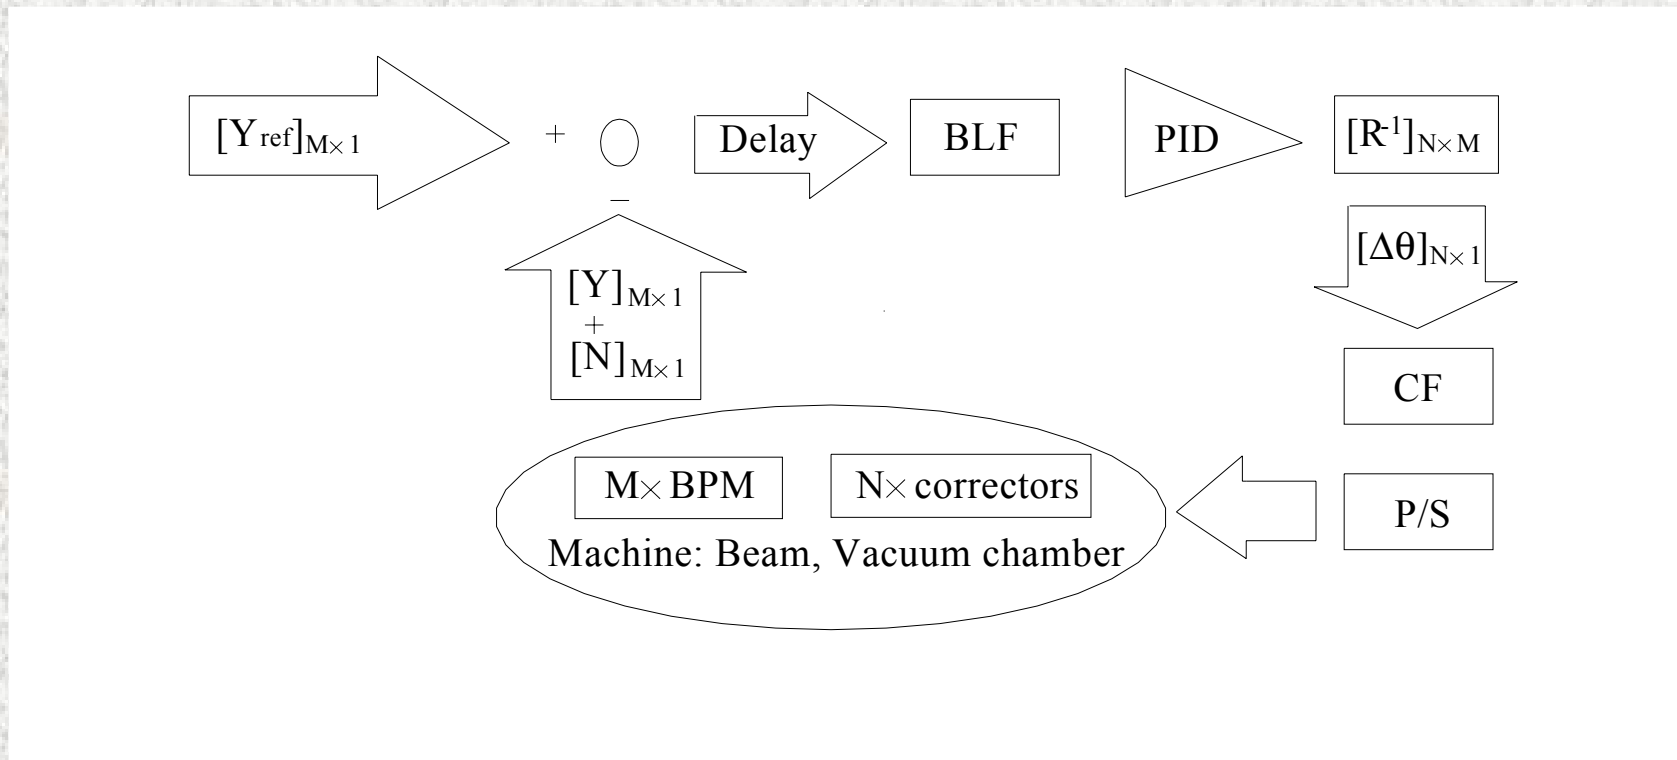 [Yref]M×1
+
Delay
BLF
PID
[R-1]N×M
−
[Y]M×1
+
[N]M×1
[Δθ]N×1
CF
P/S
M× BPM
N× correctors
Machine: Beam, Vacuum chamber